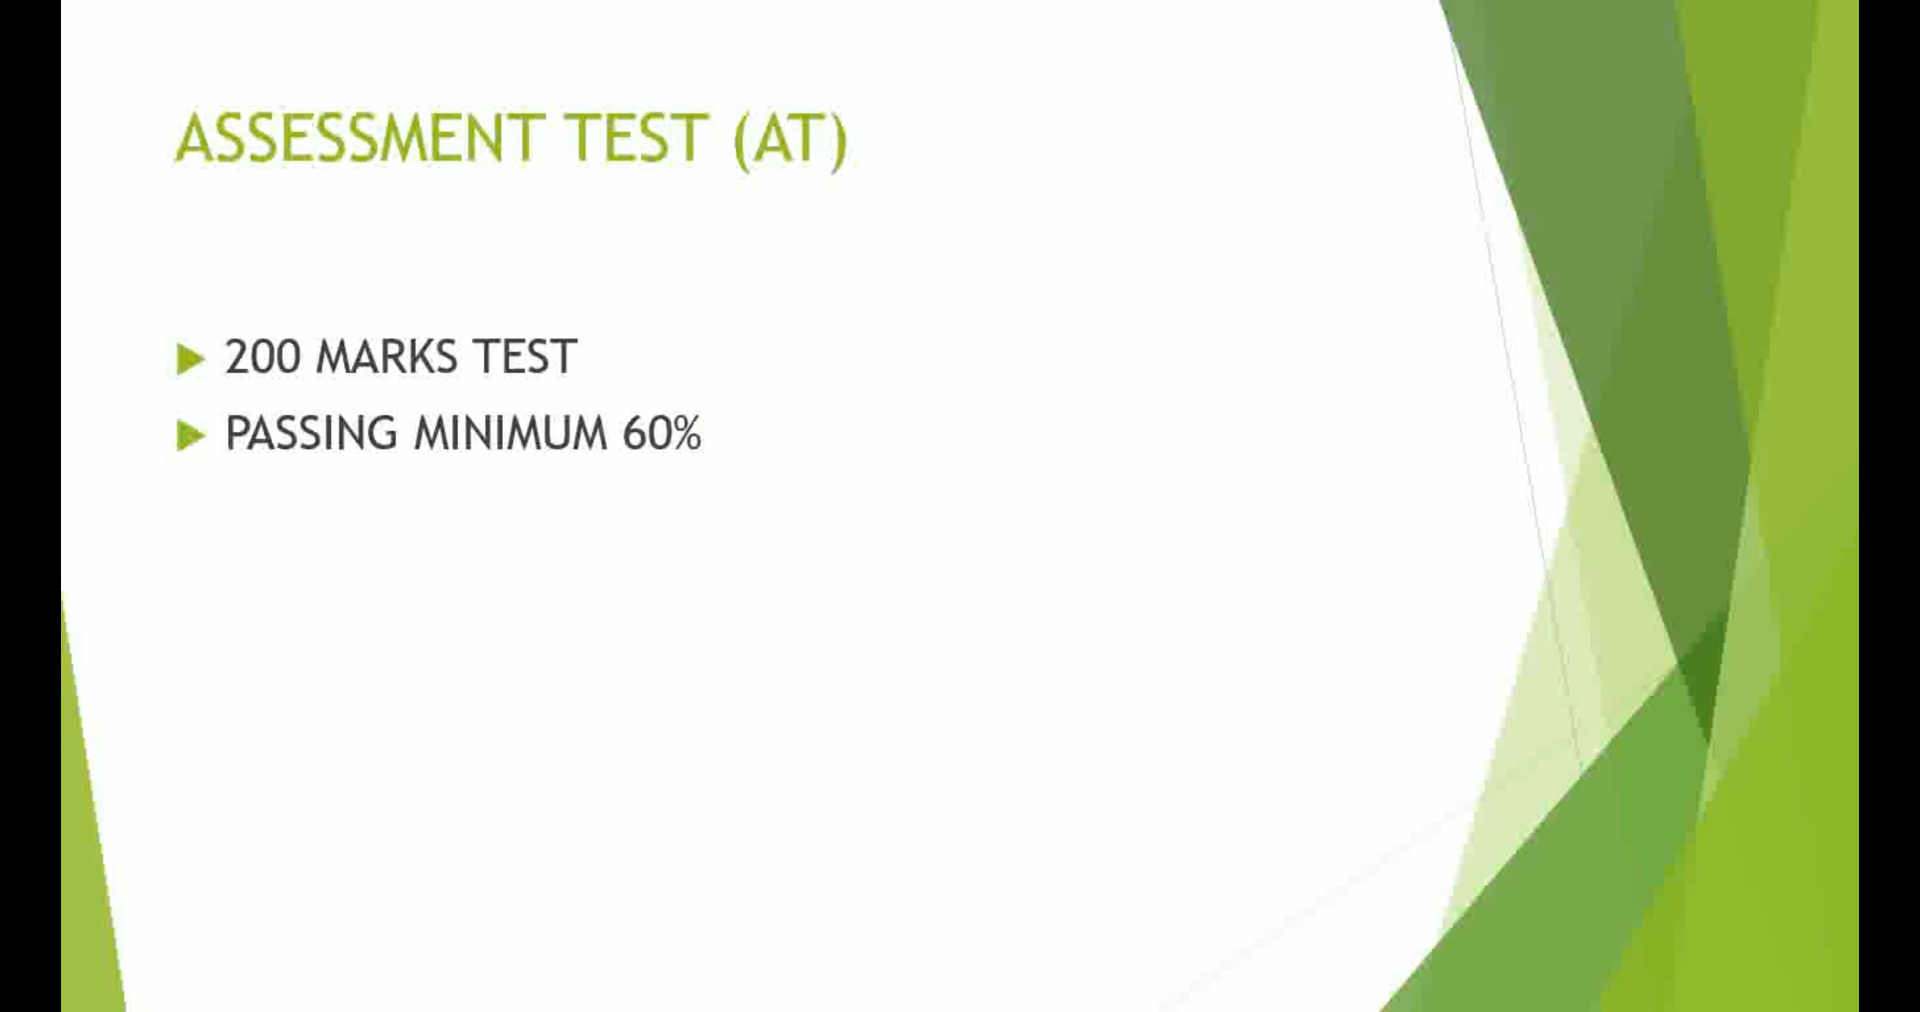 ASSESSMENT TEST (AT)
200 MARKS TEST
PASSING MINIMUM 60%